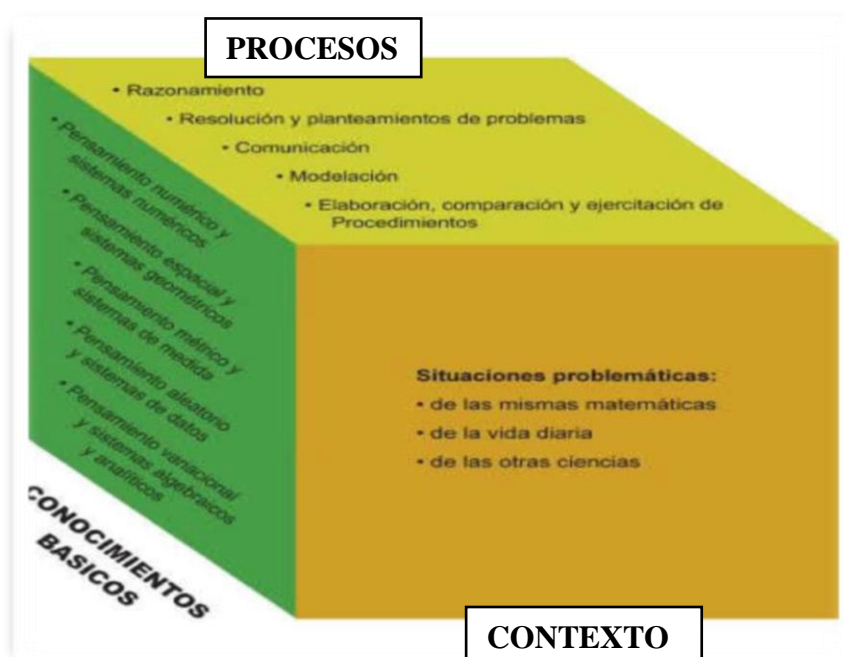 PROCESOS
• Razonamiento
• Resolución y planteamientos de problemas
• Comunicación
• Modelación
• Elaboración, comparación y ejercitación de
Procedimientos
• Pensamiento numérico y
sistemas numéricos.
• Pensamiento espacial y
sistemas geométricos
• Pensamiento métrico y
sistemas de medida
• Pensamiento aleatorio
y sistemas de datos
• Pensamiento variacional
y sistemas algebraicos
y analíticos
CONOCIMIENTOS
BASICOS
Situaciones problemáticas:
• de las mismas matemáticas
• de la vida diaria
• de las otras ciencias
CONTEXTO